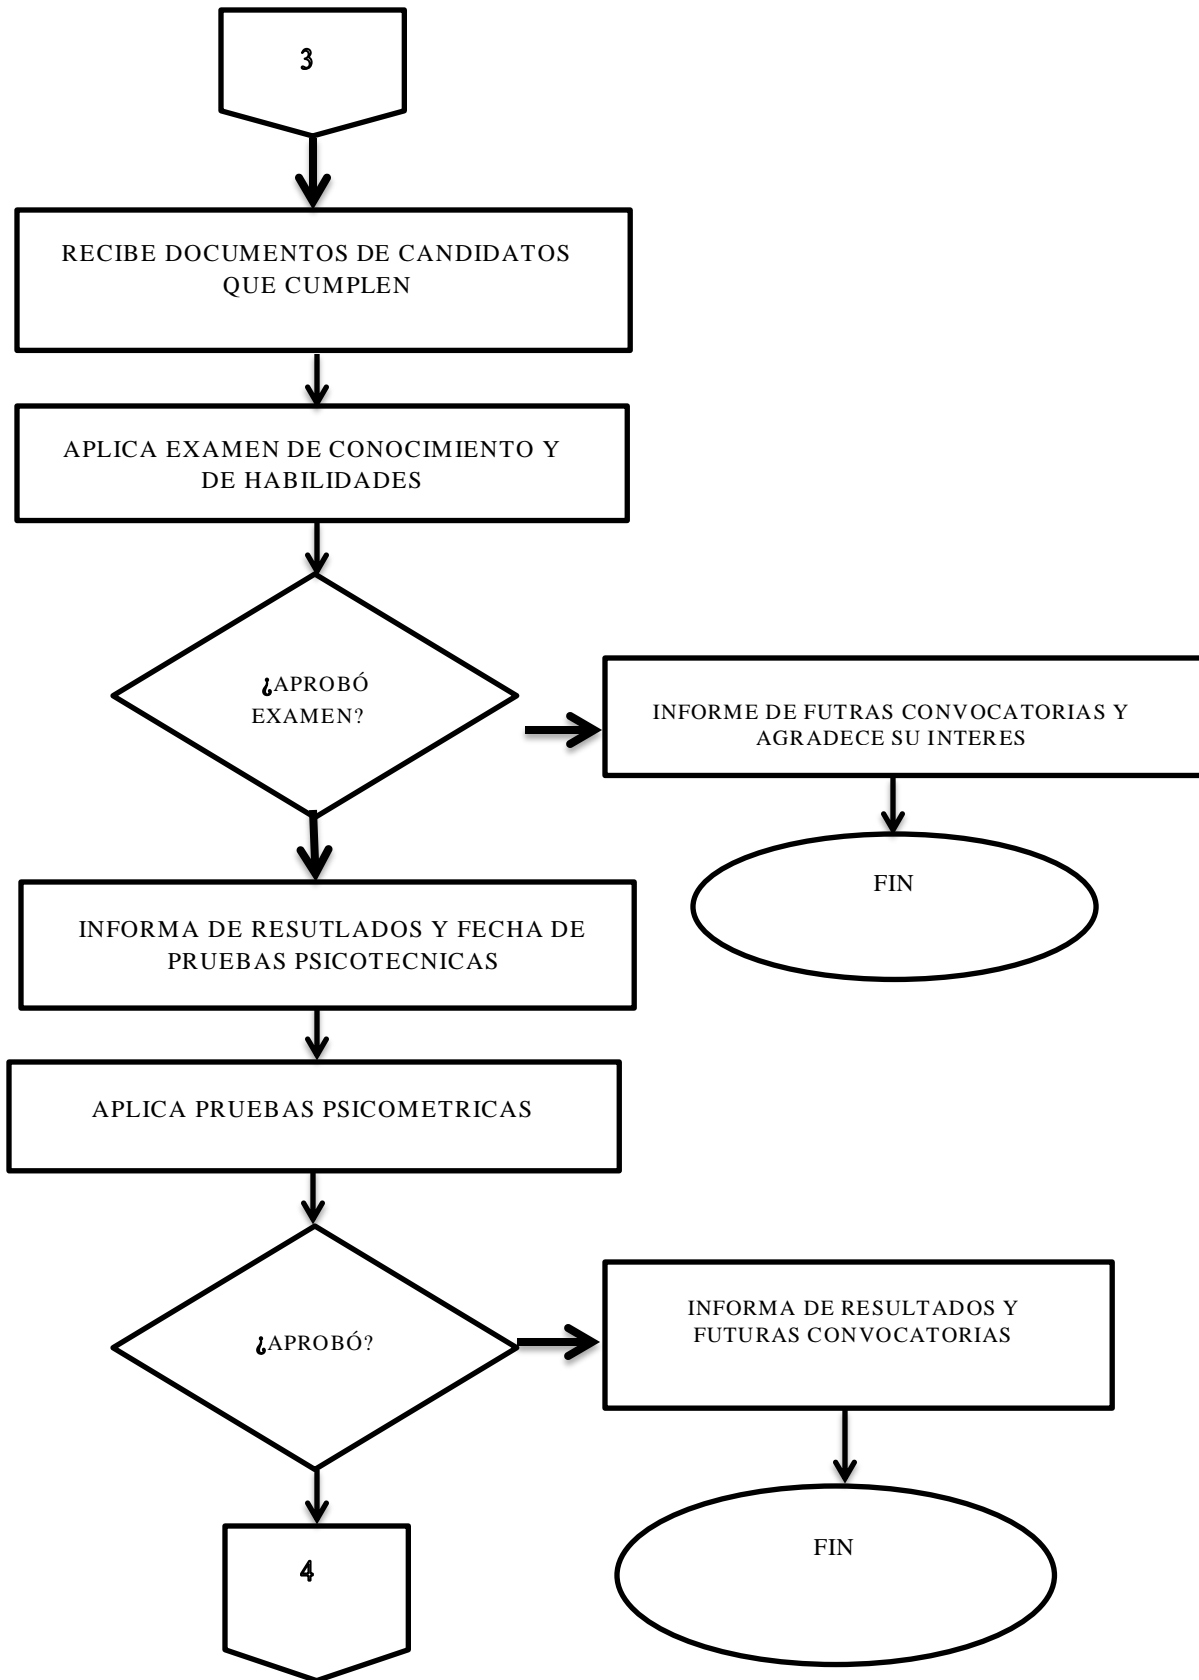 3
RECIBE DOCUMENTOS DE CANDIDATOS
QUE CUMPLEN
APLICA EXAMEN DE CONOCIMIENTO Y
DE HABILIDADES
¿APROBÓ
EXAMEN?
INFORME DE FUTRAS CONVOCATORIAS Y
AGRADECE SU INTERES
FIN
INFORMA DE RESUTLADOS Y FECHA DE
PRUEBAS PSICOTECNICAS
APLICA PRUEBAS PSICOMETRICAS
¿APROBÓ?
INFORMA DE RESULTADOS Y
FUTURAS CONVOCATORIAS
FIN
4